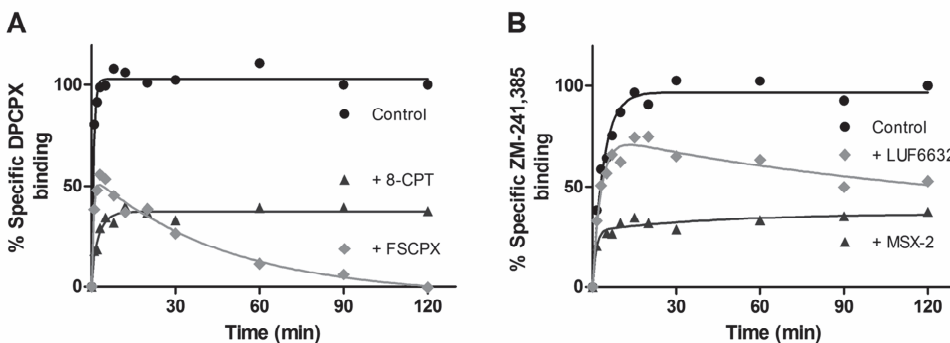 A
% Specific DPCPX
binding
100
50
0
30
60
90
120
Time (min)
Control
+ 8-CPT
+ FSCPX
B
% Specific ZM-241,385
binding
100
50
0
30
60
90
120
Time (min)
Control
+ LUF6632
+ MSX-2